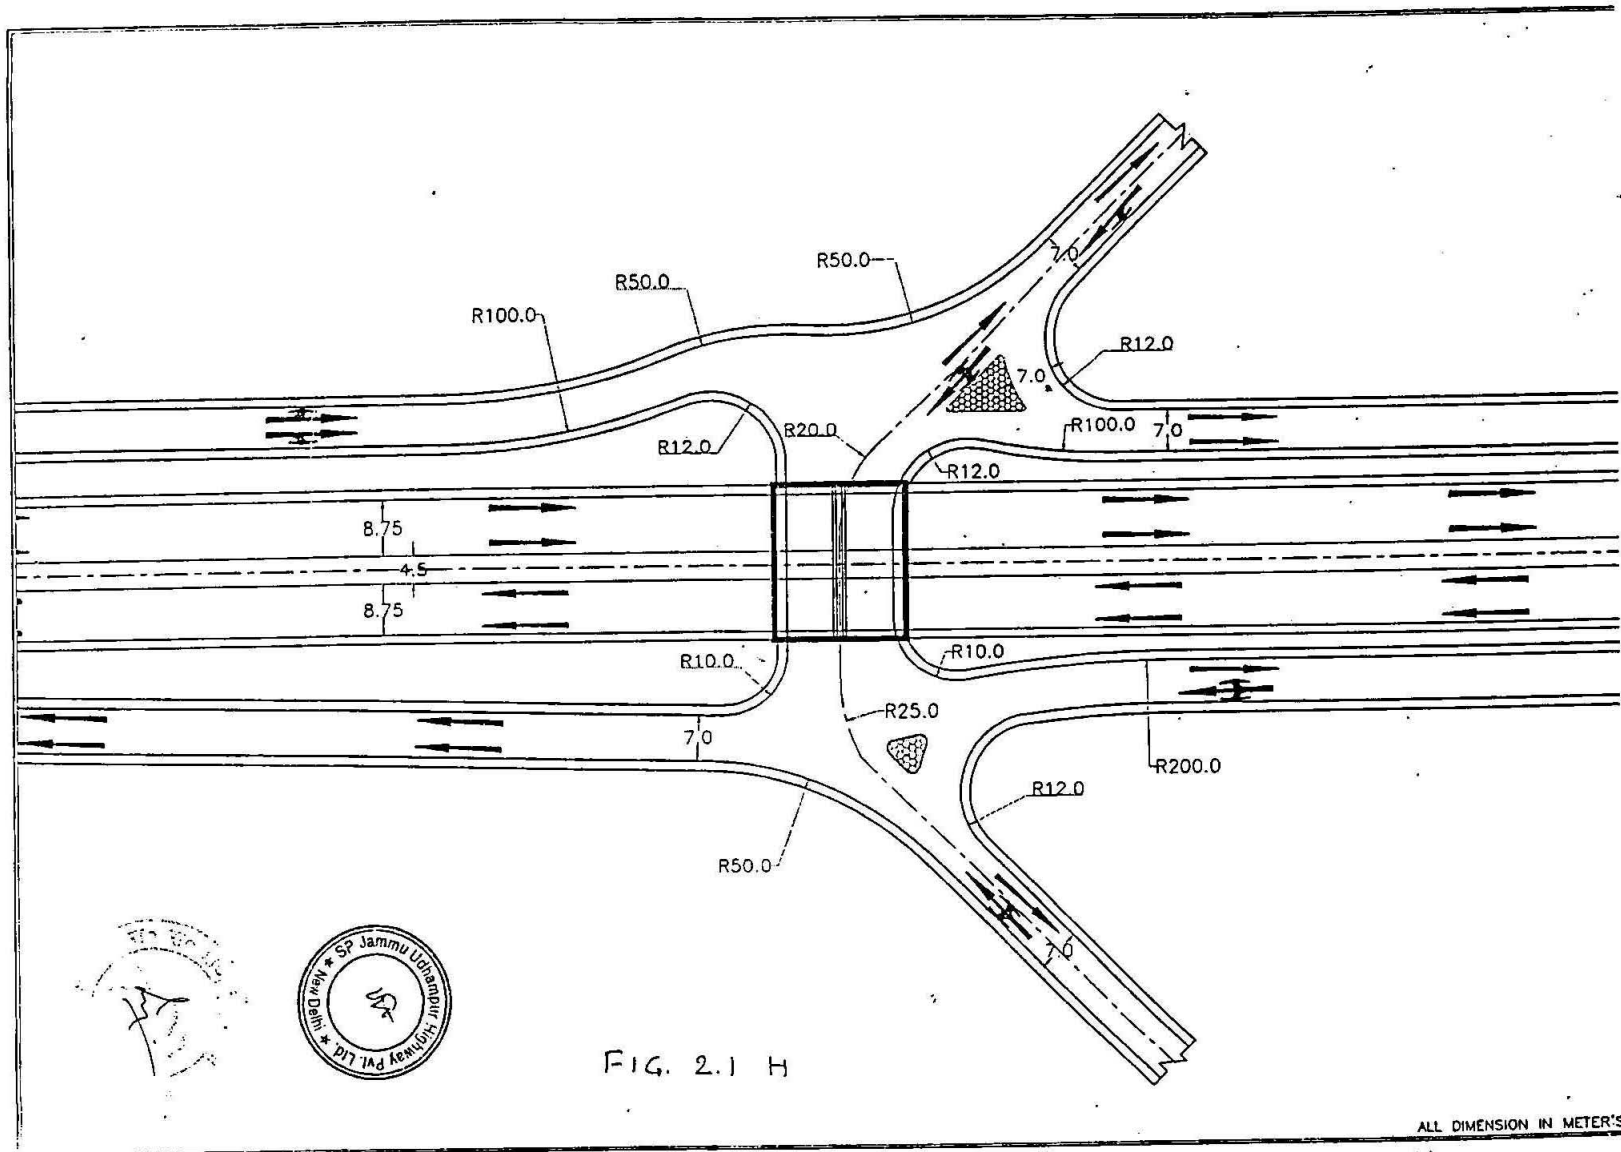 7.0
R50.0
R50.0
R100.0
R12.0
7.0
R100.0
7.0
R20.0
R12.0
R12.0
8.75
4.5
8.75
R10.0
R10.0
R25.0
7.0
R200.0
R12.0
R50.0
7.0
★ SP Jammu Udhampur Highway Pvt. Ltd. ★ New Delhi
FIG. 2.1 H
ALL DIMENSION IN METER'S